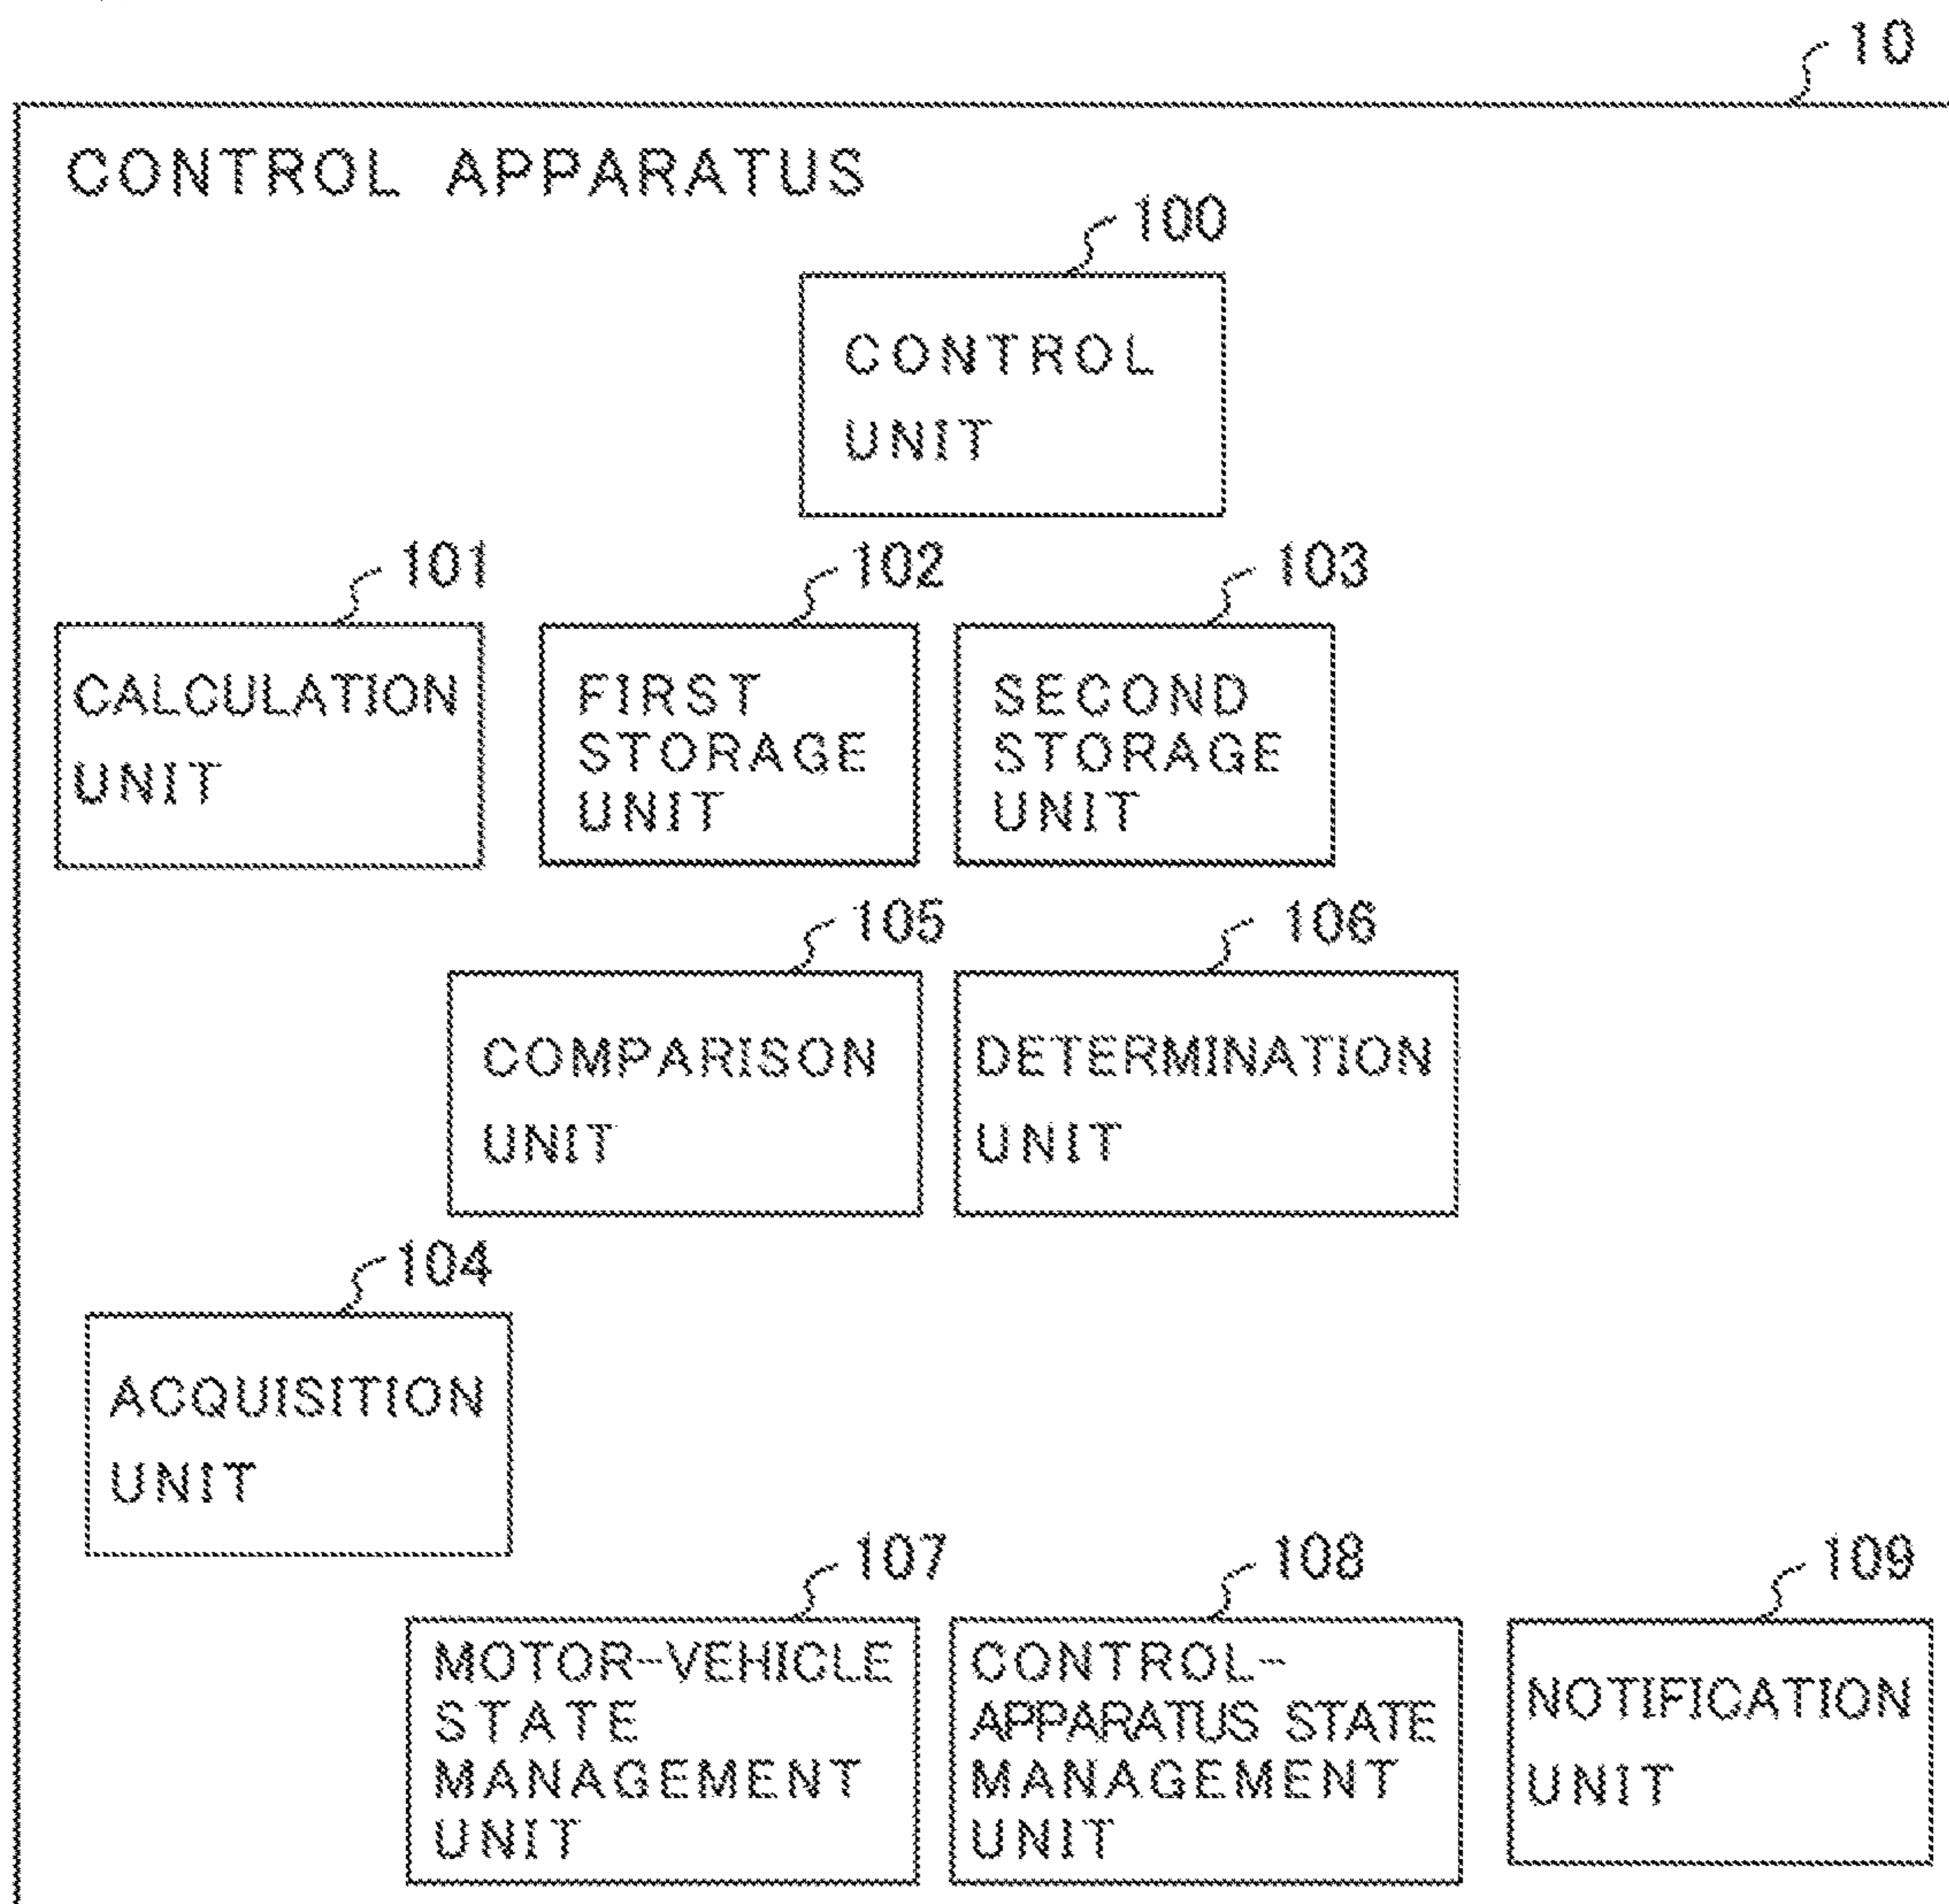 10
CONTROL APPARATUS
100
CONTROL
UNIT
101
CALCULATION
UNIT
102
FIRST
STORAGE
UNIT
103
SECOND
STORAGE
UNIT
105
COMPARISON
UNIT
106
DETERMINATION
UNIT
104
ACQUISITION
UNIT
107
MOTOR-VEHICLE
STATE
MANAGEMENT
UNIT
108
CONTROL-
APPARATUS STATE
MANAGEMENT
UNIT
109
NOTIFICATION
UNIT